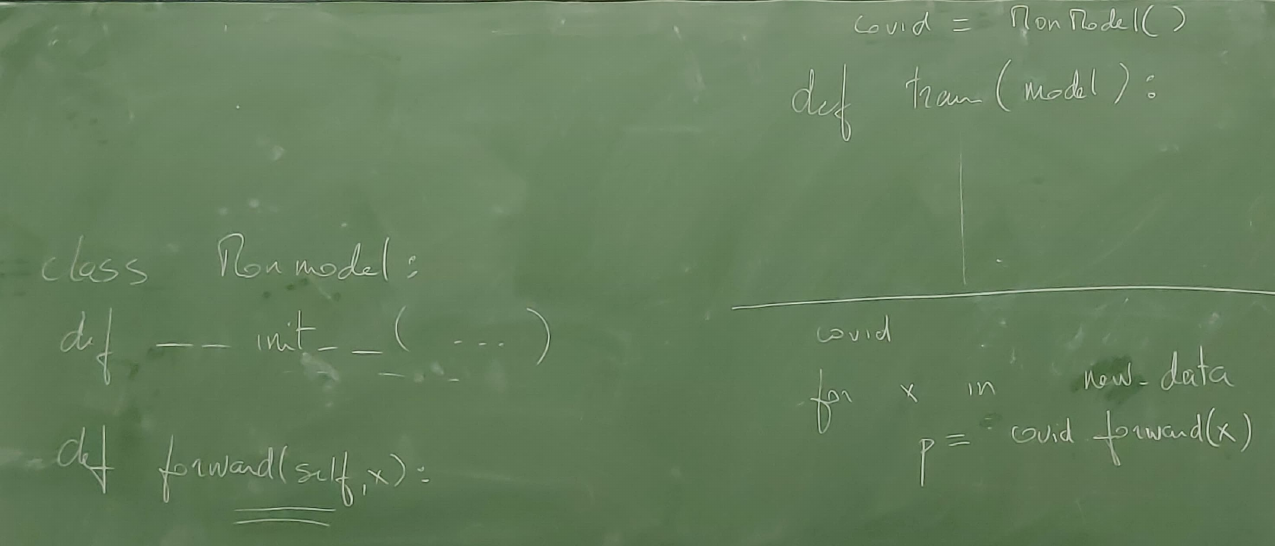 class Monmodel:
def __init__(...)
def forward(self,x):
covid = MonModel()
def train(model):
covid
for x in new_data
p = covid.forward(x)